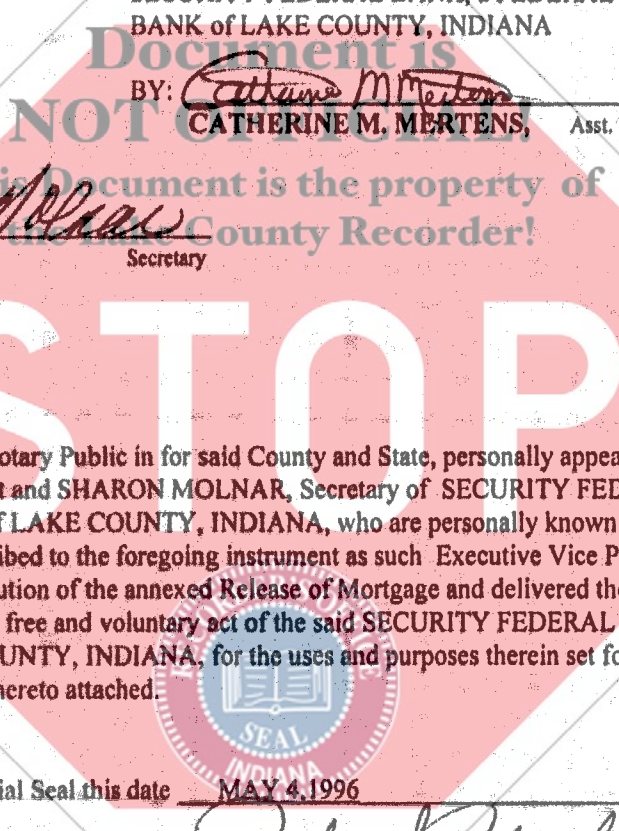 BANK of LAKE COUNTY, INDIANA
Document is
BY: Catherine M Mertens
NOT OFFICIAL!
CATHERINE M. MERTENS, Asst.
is Document is the property of
the Lake County Recorder!
Secretary
STOP
otary Public in for said County and State, personally appea
t and SHARON MOLNAR, Secretary of SECURITY FED
f LAKE COUNTY, INDIANA, who are personally known
ibed to the foregoing instrument as such Executive Vice P
ution of the annexed Release of Mortgage and delivered the
free and voluntary act of the said SECURITY FEDERAL
UNTY, INDIANA, for the uses and purposes therein set fo
hereto attached.
RECORDER'S OFFICE
SEAL
INDIANA
ial Seal this date MAY 4,1996